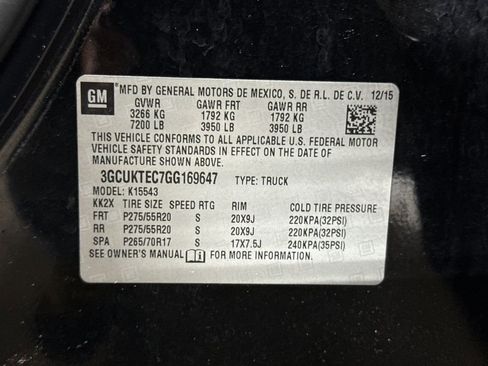 GM
MFD BY GENERAL MOTORS DE MEXICO, S. DE R.L. DE C.V. 12/15
GVWR GAWR FRT GAWR RR
3266 KG 1792 KG 1792 KG
7200 LB 3950 LB 3950 LB
THIS VEHICLE CONFORMS TO ALL APPLICABLE U.S. FEDERAL MOTOR
VEHICLE SAFETY STANDARDS IN EFFECT ON THE DATE OF
MANUFACTURE SHOWN ABOVE.
3GCUKTEC7GG169647 TYPE: TRUCK
MODEL: K15543
KK2X TIRE SIZE SPEED RTG RIM COLD TIRE PRESSURE
FRT P275/55R20 S 20X9J 220KPA(32PSI)
RR P275/55R20 S 20X9J 220KPA(32PSI)
SPA P265/70R17 S 17X7.5J 240KPA(35PSI)
SEE OWNER'S MANUAL FOR MORE INFORMATION.